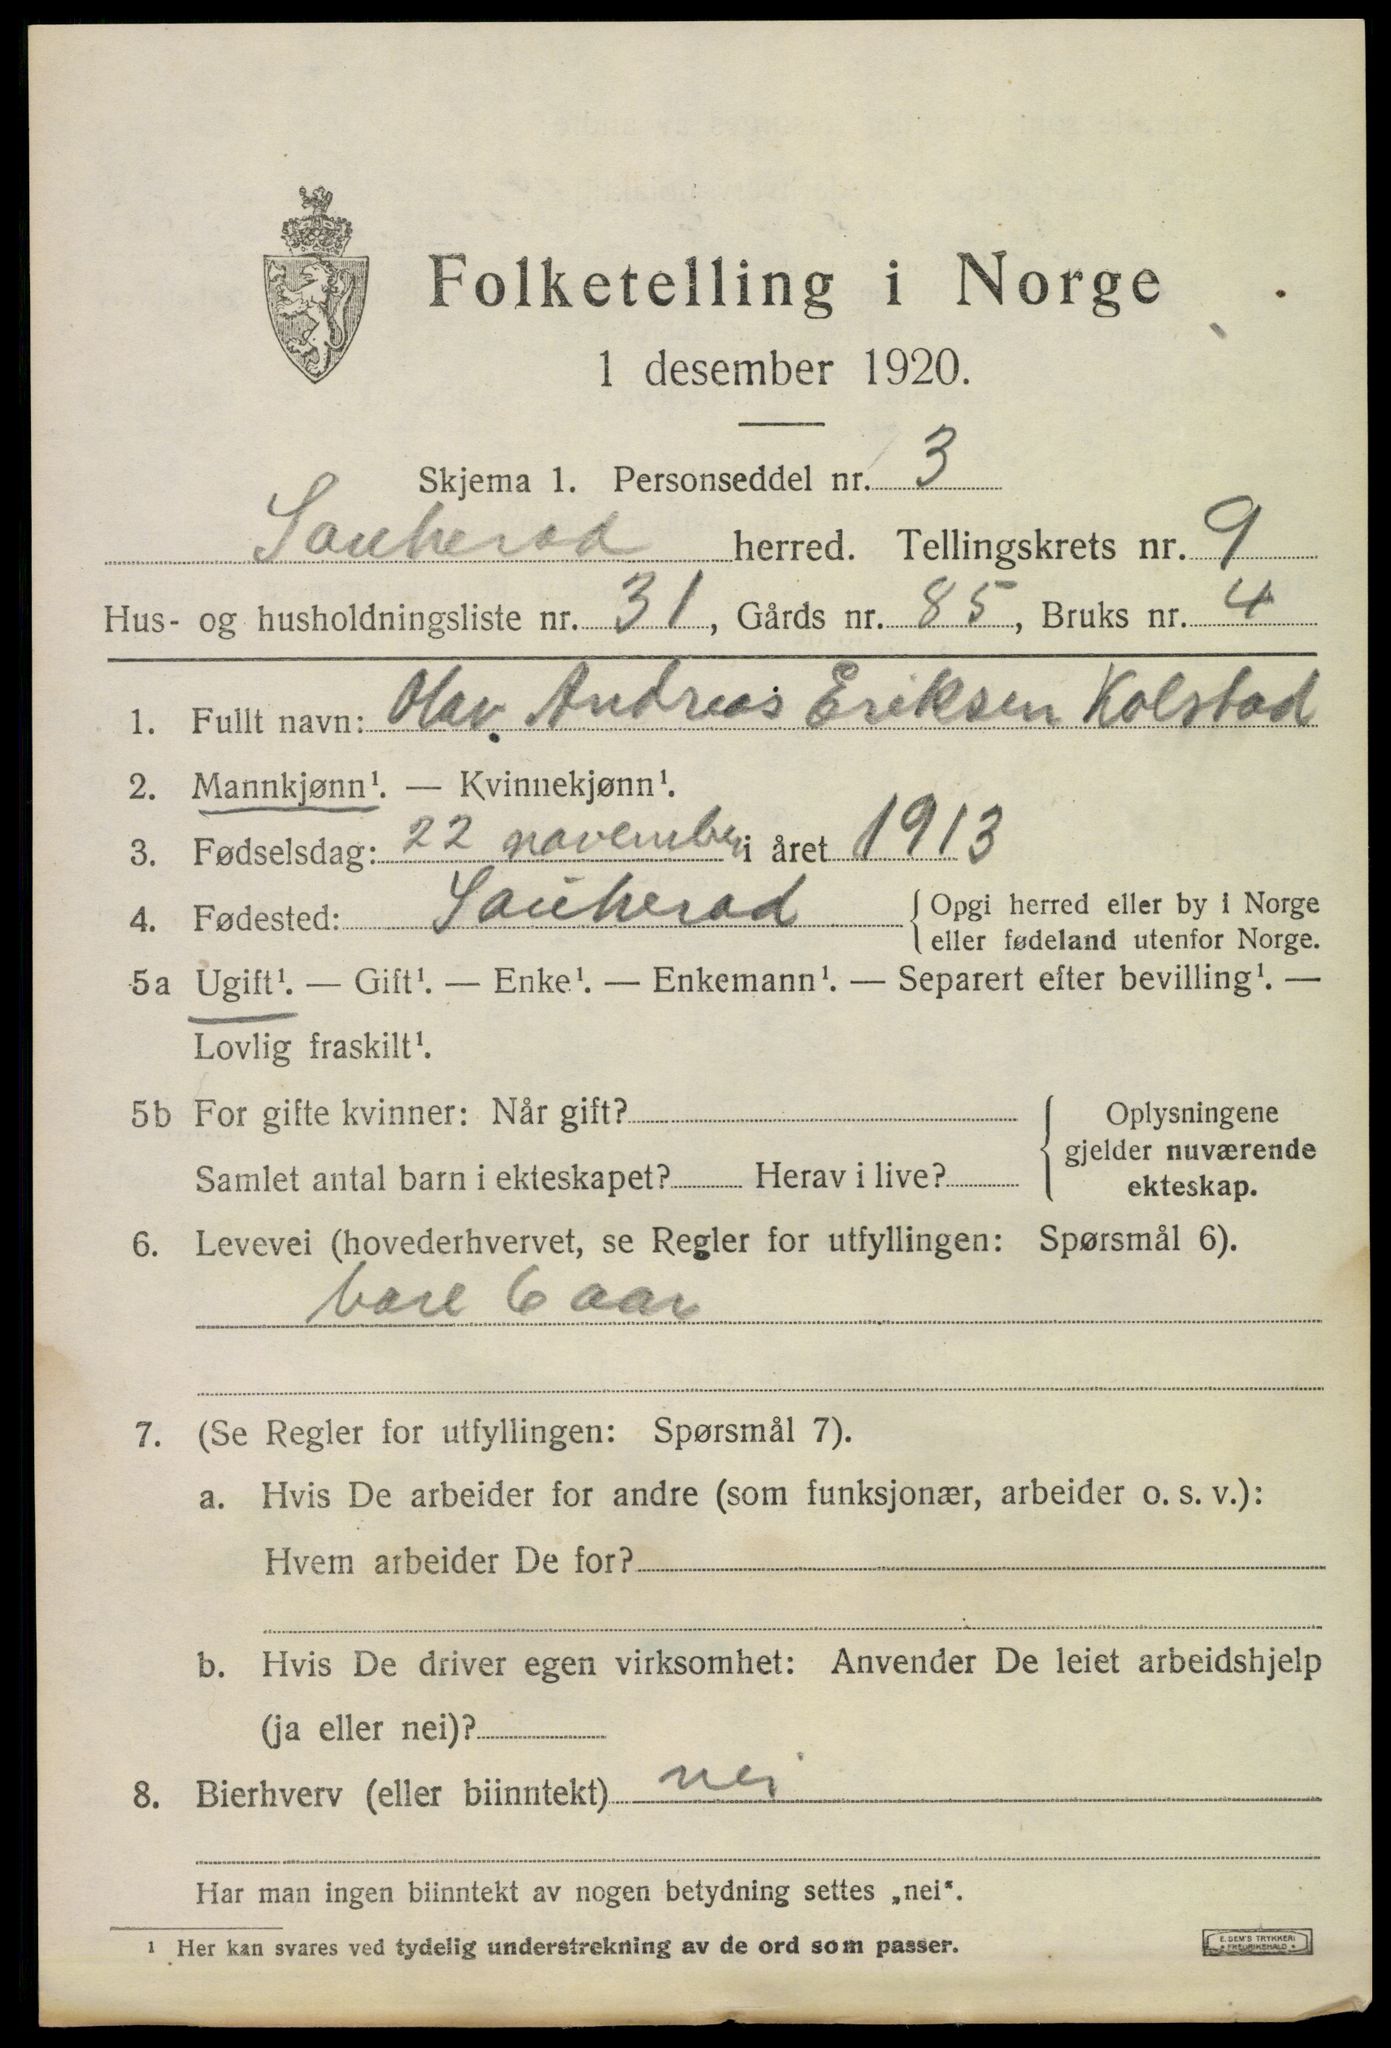 Folketelling i Norge
1 desember 1920.
Skjema 1. Personseddel nr. 3
Sauherad herred. Tellingskrets nr. 9
Hus- og husholdningsliste nr. 31, Gårds nr. 85, Bruks nr. 4
1. Fullt navn: Olav Andreas Eriksen Kolstad
2. Mannkjønn¹. — Kvinnekjønn¹.
3. Fødselsdag: 22 november i året 1913
4. Fødested: Sauherad { Opgi herred eller by i Norge
eller fødeland utenfor Norge.
5a Ugift¹. — Gift¹. — Enke¹. — Enkemann¹. — Separert efter bevilling¹. —
Lovlig fraskilt¹.
5b For gifte kvinner: Når gift?
Samlet antal barn i ekteskapet? Herav i live?
Oplysningene
gjelder nuværende
ekteskap.
6. Levevei (hovederhvervet, se Regler for utfyllingen: Spørsmål 6).
bare 6 aar
7. (Se Regler for utfyllingen: Spørsmål 7).
a. Hvis De arbeider for andre (som funksjonær, arbeider o. s. v.):
Hvem arbeider De for?
b. Hvis De driver egen virksomhet: Anvender De leiet arbeidshjelp
(ja eller nei)?
8. Bierhverv (eller biinntekt) nei
Har man ingen biinntekt av nogen betydning settes „nei“.
¹ Her kan svares ved tydelig understrekning av de ord som passer.
E. SEM'S TRYKKERI
FREDRIKSHALD